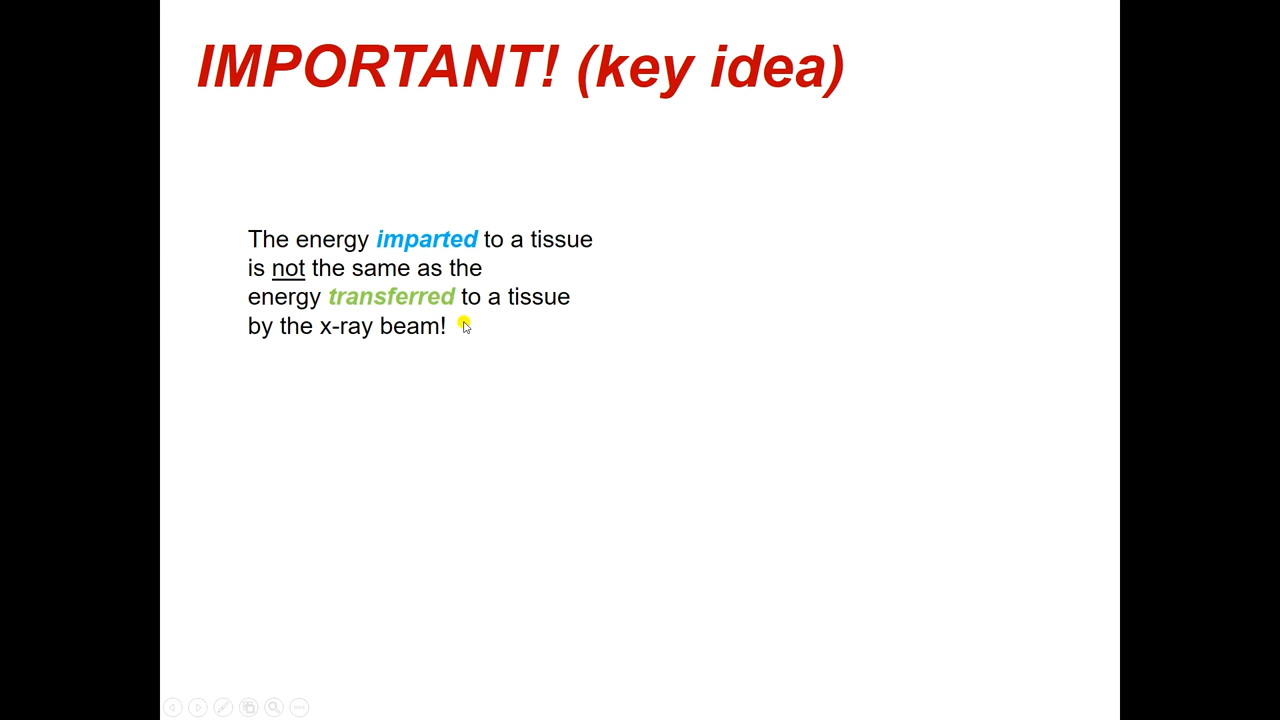 IMPORTANT! (key idea)
The energy imparted to a tissue
is not the same as the
energy transferred to a tissue
by the x-ray beam!